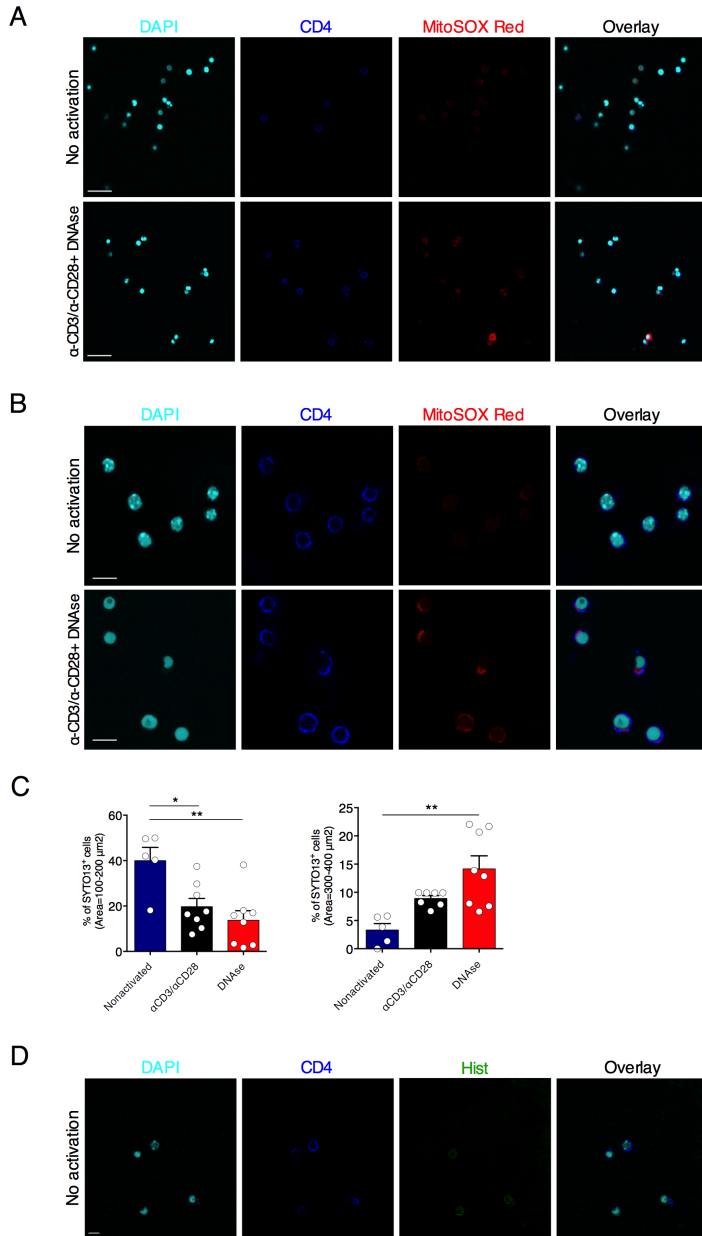 A
DAPI CD4 MitoSOX Red Overlay
No activation
α-CD3/α-CD28+ DNAse
B
DAPI CD4 MitoSOX Red Overlay
No activation
α-CD3/α-CD28+ DNAse
C
% of SYTO13+ cells
(Area=100-200 µm2)
60
40
20
0
*
**
Nonactivated
αCD3/αCD28
DNAse
% of SYTO13+ cells
(Area=300-400 µm2)
25
20
15
10
5
0
**
Nonactivated
αCD3/αCD28
DNAse
D
DAPI CD4 Hist Overlay
No activation